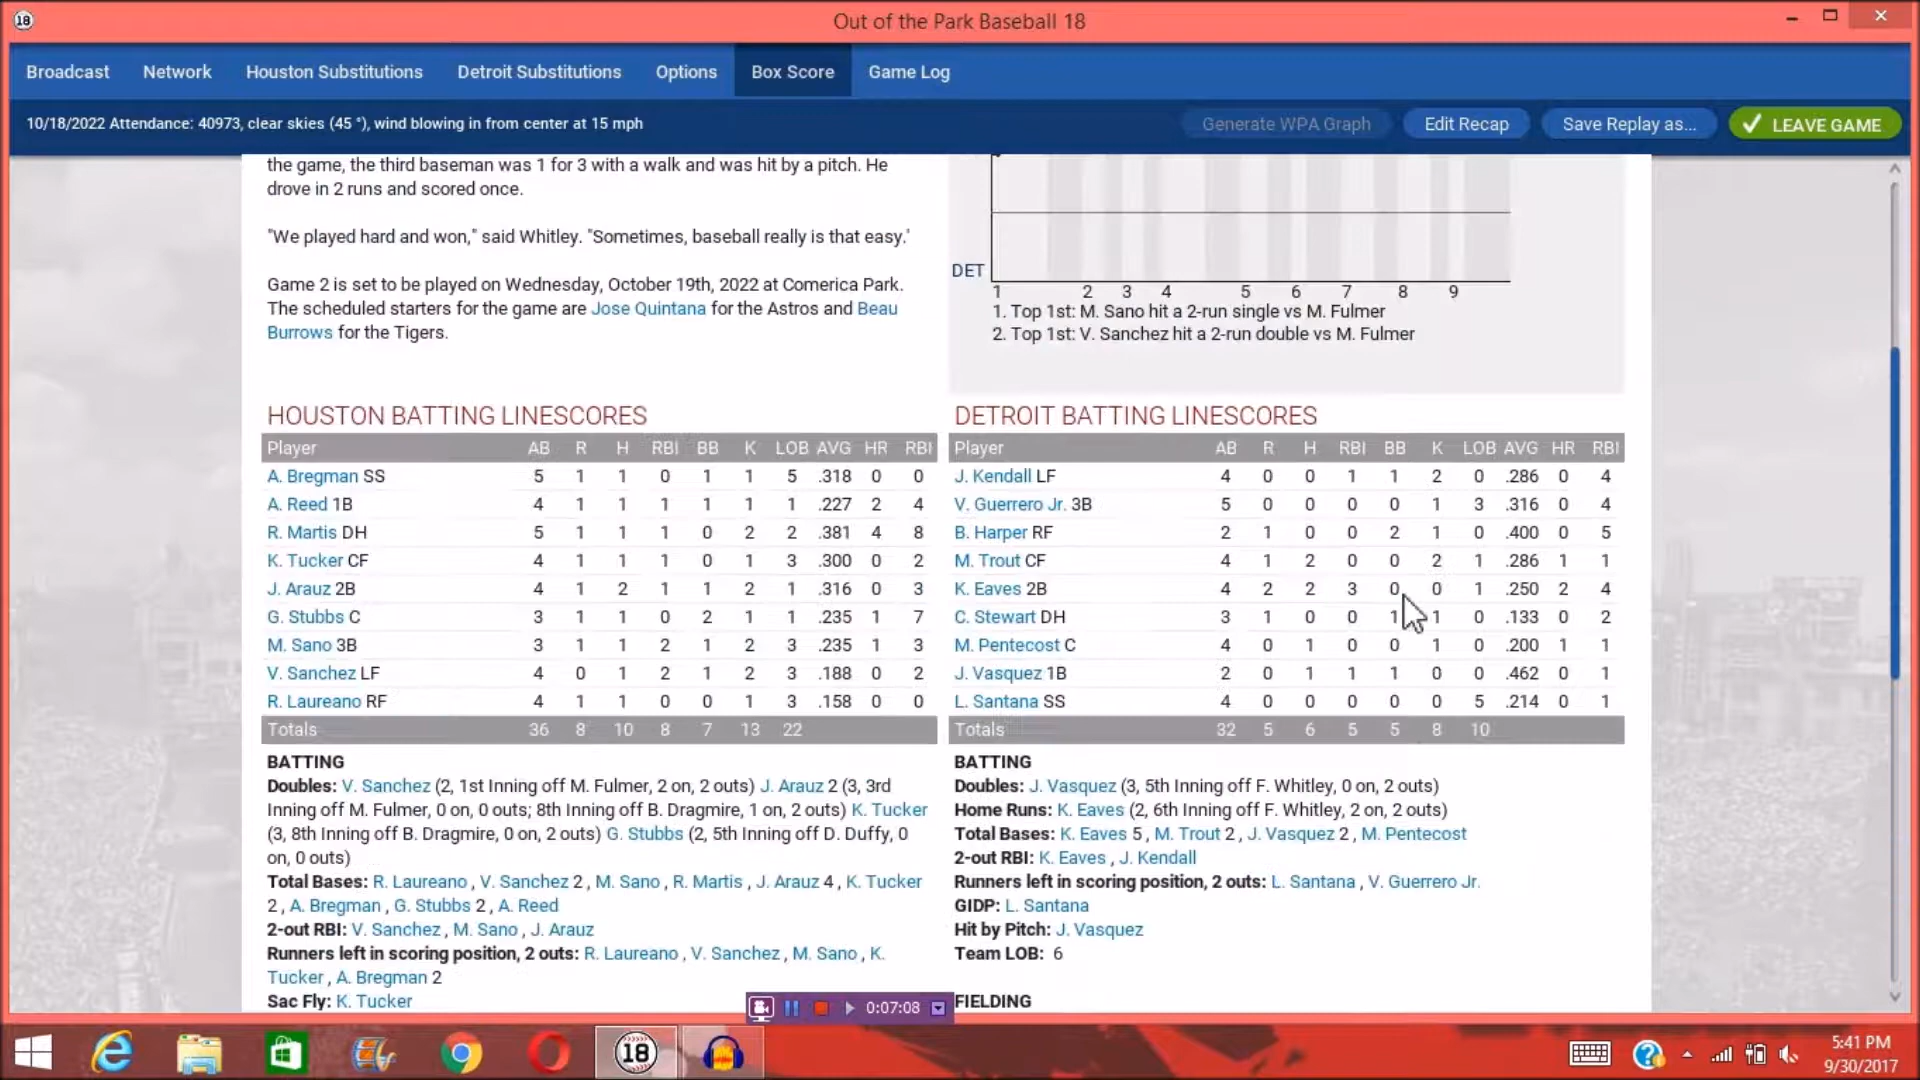 18
Out of the Park Baseball 18
Broadcast Network Houston Substitutions Detroit Substitutions Options Box Score Game Log
10/18/2022 Attendance: 40973, clear skies (45 °), wind blowing in from center at 15 mph
Generate WPA Graph Edit Recap Save Replay as... LEAVE GAME
the game, the third baseman was 1 for 3 with a walk and was hit by a pitch. He
drove in 2 runs and scored once.
"We played hard and won," said Whitley. "Sometimes, baseball really is that easy.'
Game 2 is set to be played on Wednesday, October 19th, 2022 at Comerica Park.
The scheduled starters for the game are Jose Quintana for the Astros and Beau
Burrows for the Tigers.
DET
1 2 3 4 5 6 7 8 9
1. Top 1st: M. Sano hit a 2-run single vs M. Fulmer
2. Top 1st: V. Sanchez hit a 2-run double vs M. Fulmer
HOUSTON BATTING LINESCORES
Player AB R H RBI BB K LOB AVG HR RBI
A. Bregman SS 5 1 1 0 1 1 5 .318 0 0
A. Reed 1B 4 1 1 1 1 1 1 .227 2 4
R. Martis DH 5 1 1 1 0 2 2 .381 4 8
K. Tucker CF 4 1 1 1 0 1 3 .300 0 2
J. Arauz 2B 4 1 2 1 1 2 1 .316 0 3
G. Stubbs C 3 1 1 0 2 1 1 .235 1 7
M. Sano 3B 3 1 1 2 1 2 3 .235 1 3
V. Sanchez LF 4 0 1 2 1 2 3 .188 0 2
R. Laureano RF 4 1 1 0 0 1 3 .158 0 0
Totals 36 8 10 8 7 13 22
BATTING
Doubles: V. Sanchez (2, 1st Inning off M. Fulmer, 2 on, 2 outs) J. Arauz 2 (3, 3rd
Inning off M. Fulmer, 0 on, 0 outs; 8th Inning off B. Dragmire, 1 on, 2 outs) K. Tucker
(3, 8th Inning off B. Dragmire, 0 on, 2 outs) G. Stubbs (2, 5th Inning off D. Duffy, 0
on, 0 outs)
Total Bases: R. Laureano , V. Sanchez 2 , M. Sano , R. Martis , J. Arauz 4 , K. Tucker
2 , A. Bregman , G. Stubbs 2 , A. Reed
2-out RBI: V. Sanchez , M. Sano , J. Arauz
Runners left in scoring position, 2 outs: R. Laureano , V. Sanchez , M. Sano , K.
Tucker , A. Bregman 2
Sac Fly: K. Tucker
DETROIT BATTING LINESCORES
Player AB R H RBI BB K LOB AVG HR RBI
J. Kendall LF 4 0 0 1 1 2 0 .286 0 4
V. Guerrero Jr. 3B 5 0 0 0 0 1 3 .316 0 4
B. Harper RF 2 1 0 0 2 1 0 .400 0 5
M. Trout CF 4 1 2 0 0 2 1 .286 1 1
K. Eaves 2B 4 2 2 3 0 0 1 .250 2 4
C. Stewart DH 3 1 0 0 1 1 0 .133 0 2
M. Pentecost C 4 0 1 0 0 1 0 .200 1 1
J. Vasquez 1B 2 0 1 1 1 0 0 .462 0 1
L. Santana SS 4 0 0 0 0 0 5 .214 0 1
Totals 32 5 6 5 5 8 10
BATTING
Doubles: J. Vasquez (3, 5th Inning off F. Whitley, 0 on, 2 outs)
Home Runs: K. Eaves (2, 6th Inning off F. Whitley, 2 on, 2 outs)
Total Bases: K. Eaves 5 , M. Trout 2 , J. Vasquez 2 , M. Pentecost
2-out RBI: K. Eaves , J. Kendall
Runners left in scoring position, 2 outs: L. Santana , V. Guerrero Jr.
GIDP: L. Santana
Hit by Pitch: J. Vasquez
Team LOB: 6
FIELDING
0:07:08
18
5:41 PM
9/30/2017